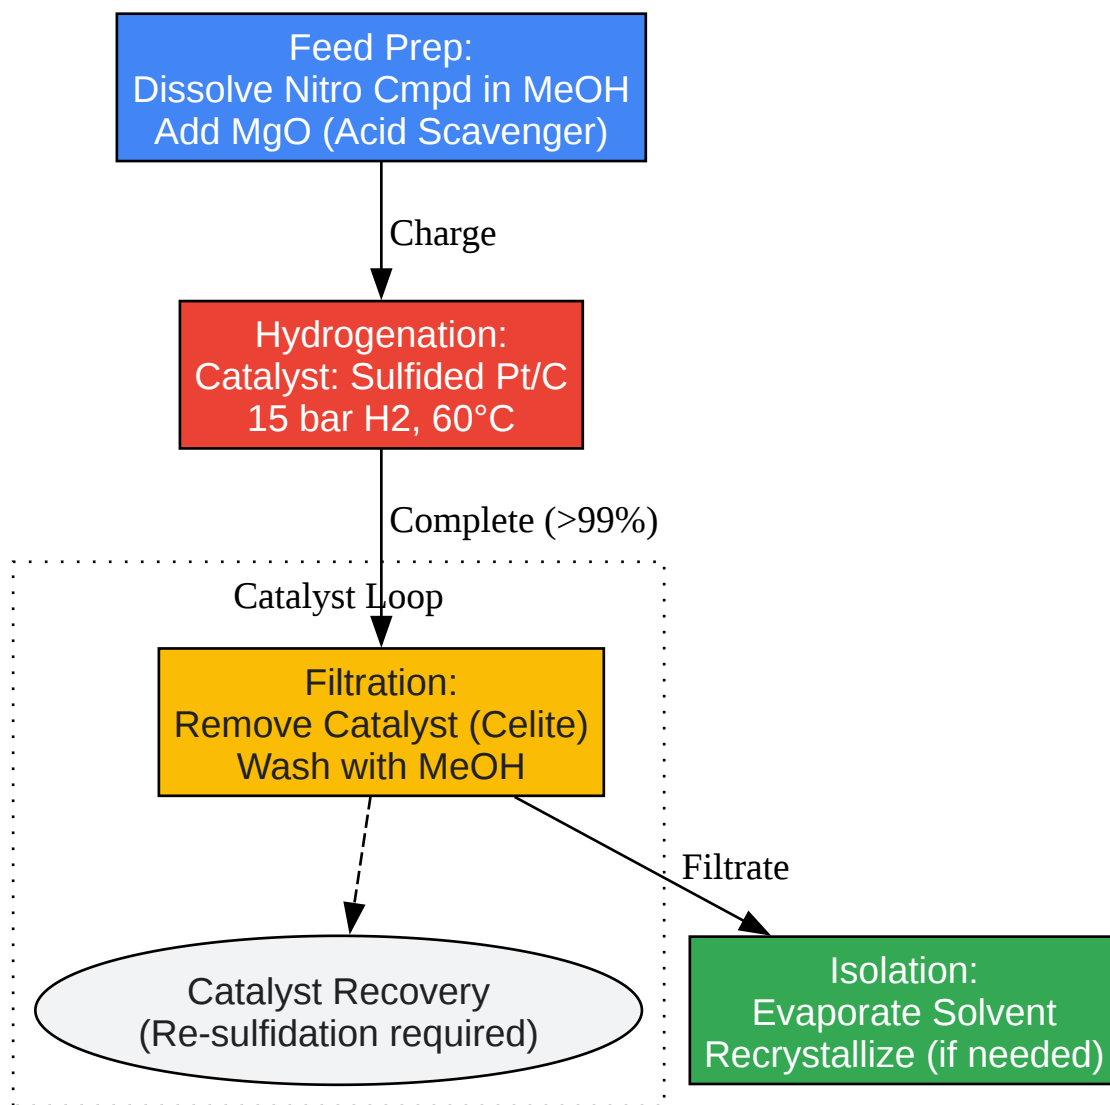 Feed Prep:
Dissolve Nitro Cmpd in MeOH
Add MgO (Acid Scavenger)
Charge
Hydrogenation:
Catalyst: Sulfided Pt/C
15 bar H2, 60°C
Complete (>99%)
Catalyst Loop
Filtration:
Remove Catalyst (Celite)
Wash with MeOH
Filtrate
Catalyst Recovery
(Re-sulfidation required)
Isolation:
Evaporate Solvent
Recrystallize (if needed)